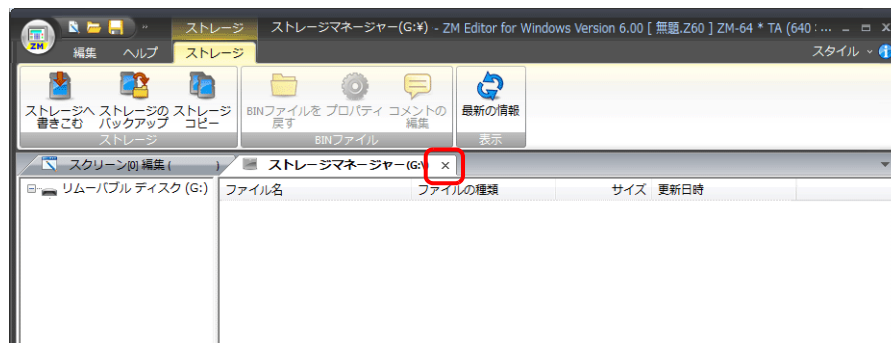 ストレージ ストレージマネージャー(G:¥) - ZM Editor for Windows Version 6.00 [ 無題.Z60 ] ZM-64 * TA (640 : ...
ZM 編集 ヘルプ ストレージ スタイル
ストレージへ書きこむ
ストレージのバックアップ
ストレージコピー
BINファイルを戻す
プロパティ
コメントの編集
最新の情報
ストレージ BINファイル 表示
スクリーン[0] 編集 ( ) ストレージマネージャー(G:\) ×
リムーバブル ディスク (G:) ファイル名 ファイルの種類 サイズ 更新日時